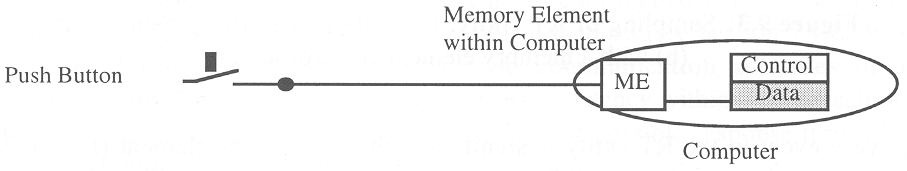 Memory Element
within Computer
Push Button
ME
Control
Data
Computer